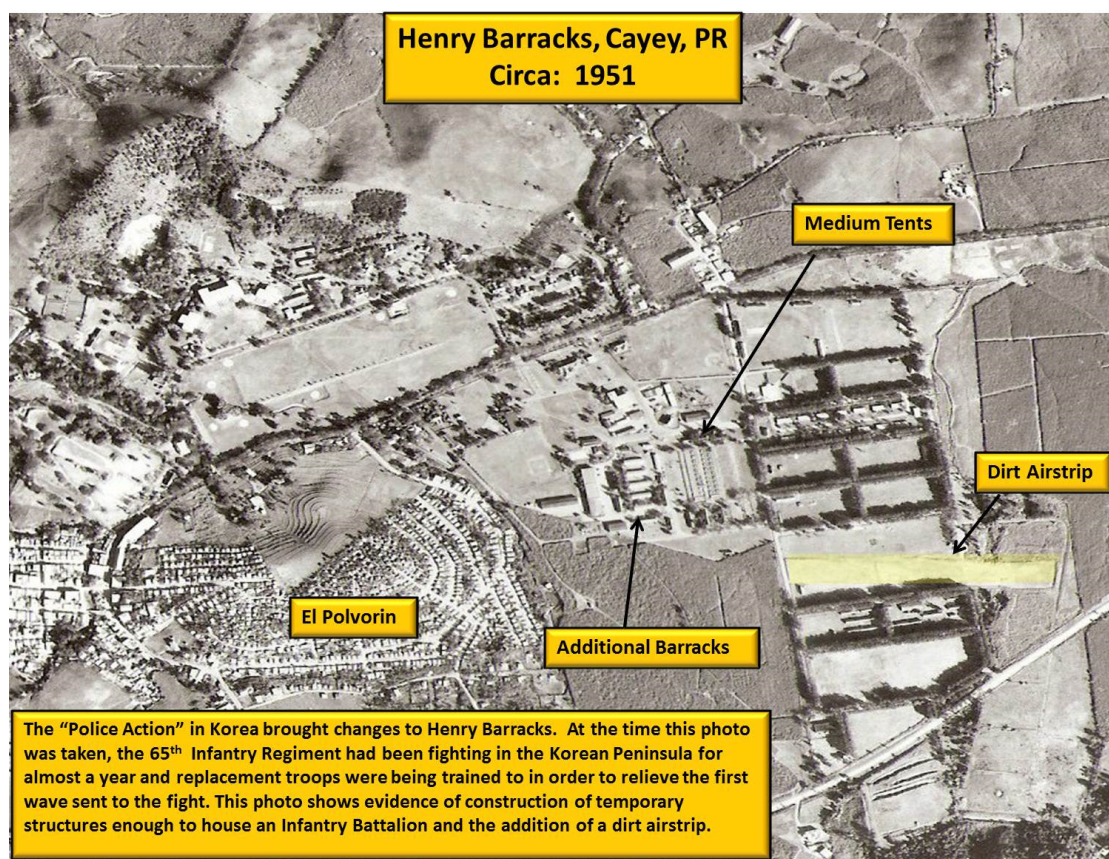 Henry Barracks, Cayey, PR
Circa:  1951
Medium Tents
Dirt Airstrip
El Polvorin
Additional Barracks
The “Police Action” in Korea brought changes to Henry Barracks.  At the time this photo
was taken, the 65th  Infantry Regiment had been fighting in the Korean Peninsula for
almost a year and replacement troops were being trained to in order to relieve the first
wave sent to the fight. This photo shows evidence of construction of temporary
structures enough to house an Infantry Battalion and the addition of a dirt airstrip.